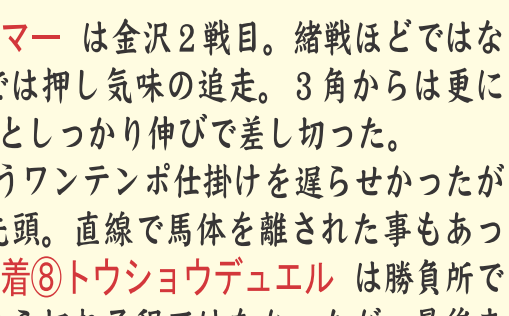 マー は金沢２戦目。緒戦ほどではな
では押し気味の追走。３角からは更に
としっかり伸びで差し切った。
うワンテンポ仕掛けを遅らせかったが
先頭。直線で馬体を離された事もあっ
着⑧トウショウデュエル は勝負所で